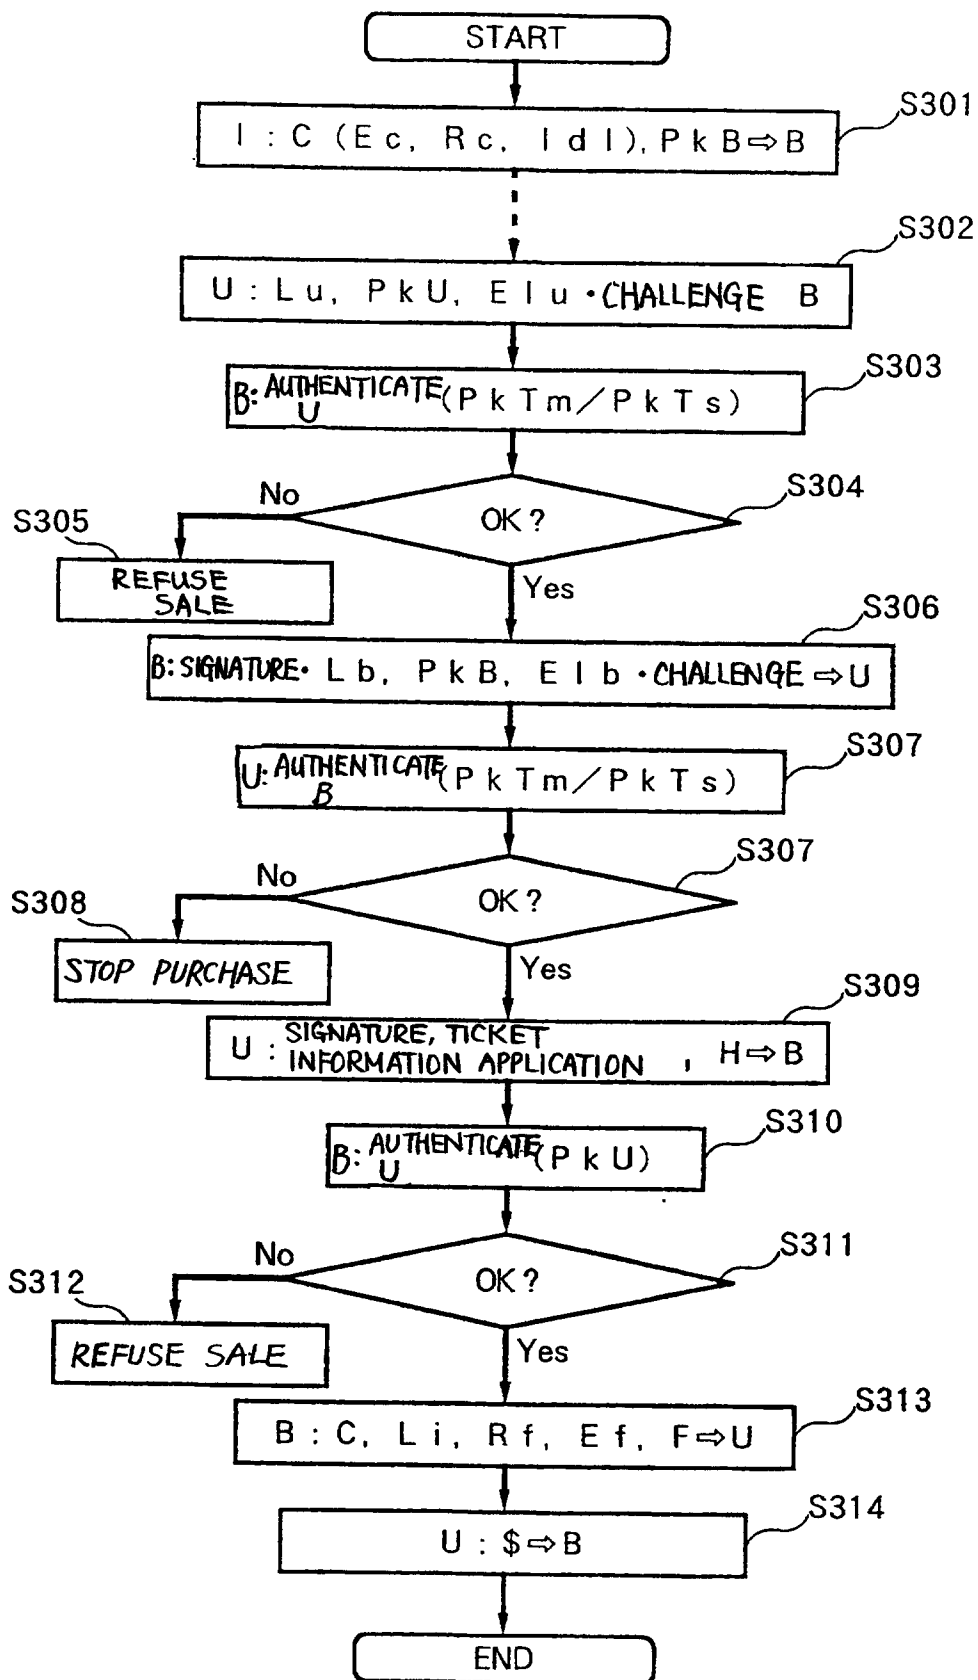 START
S301
I : C (Ec, Rc, IdI), PkB⇨B
S302
U : Lu, PkU, EIu・CHALLENGE B
S303
B: AUTHENTICATE (PkTm/PkTs)
U
S304
No
OK?
S305
Yes
REFUSE
SALE
S306
B: SIGNATURE・ Lb, PkB, EIb・CHALLENGE ⇨U
S307
U: AUTHENTICATE (PkTm/PkTs)
B
S307
No
OK?
S308
Yes
STOP PURCHASE
S309
SIGNATURE, TICKET
U : INFORMATION APPLICATION , H⇨B
S310
B: AUTHENTICATE (PkU)
U
S311
No
OK?
S312
Yes
REFUSE SALE
S313
B : C, Li, Rf, Ef, F⇨U
S314
U : $⇨B
END